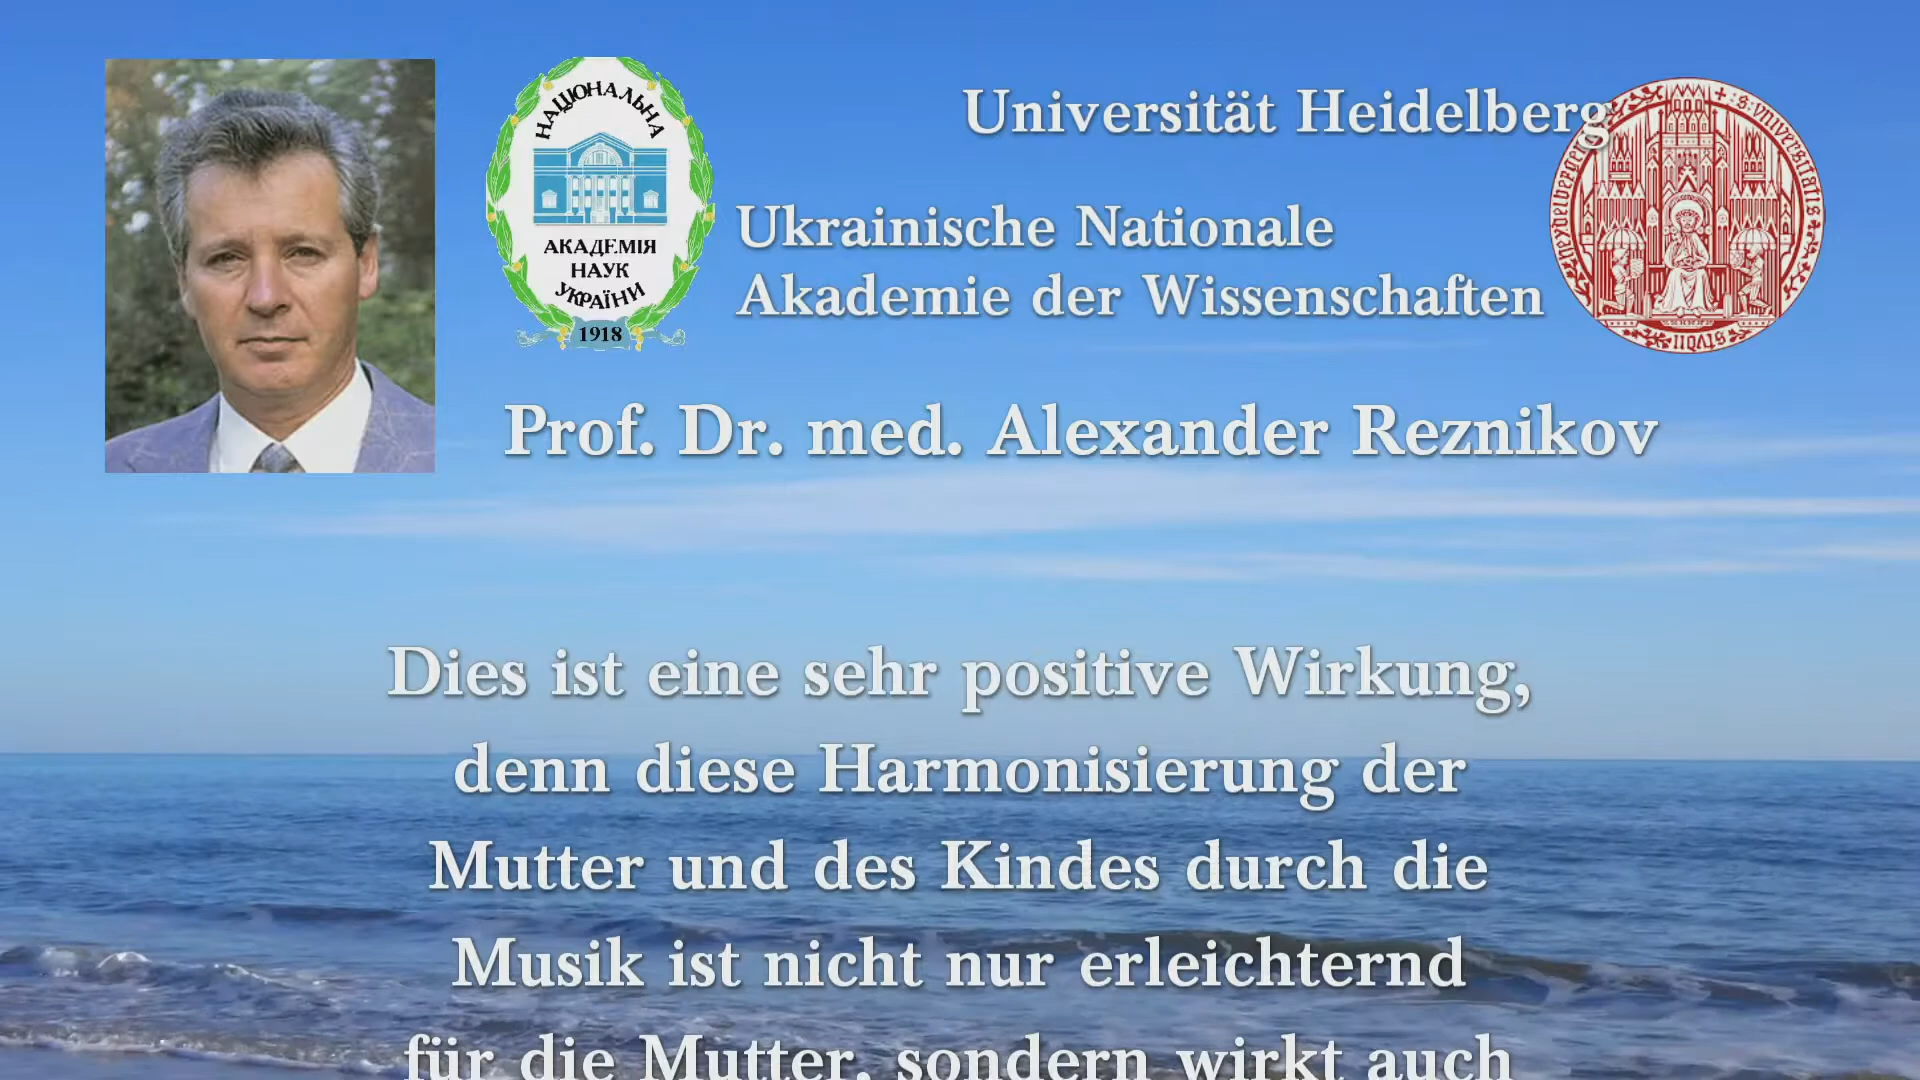 НАЦІОНАЛЬНА
АКАДЕМІЯ
НАУК
УКРАЇНИ
1918
Universität Heidelberg
Ukrainische Nationale
Akademie der Wissenschaften
Prof. Dr. med. Alexander Reznikov
Dies ist eine sehr positive Wirkung,
denn diese Harmonisierung der
Mutter und des Kindes durch die
Musik ist nicht nur erleichternd
für die Mutter, sondern wirkt auch